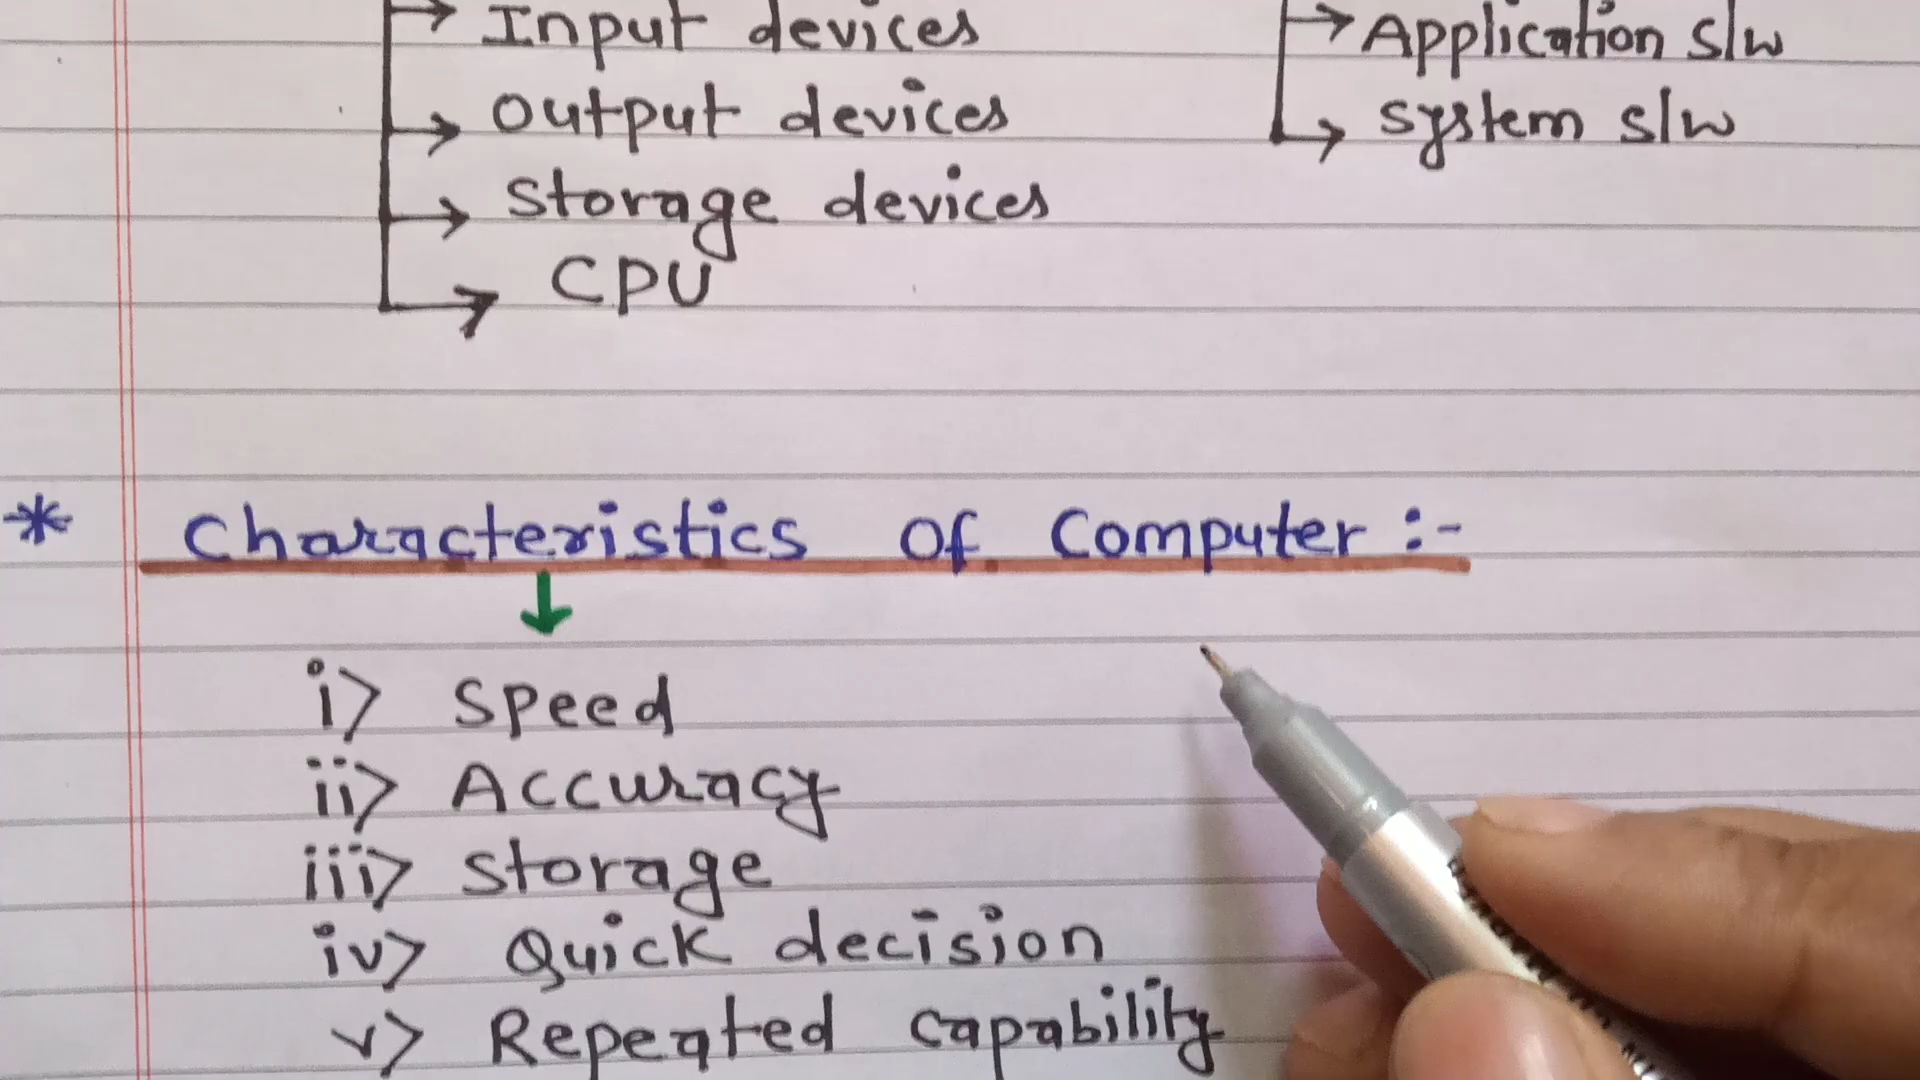 → Input devices
→ Output devices
→ Storage devices
→ CPU
→ Application s/w
→ system s/w
* Characteristics Of Computer :-
↓
i> Speed
ii> Accuracy
iii> Storage
iv> Quick decision
v> Repeated capability